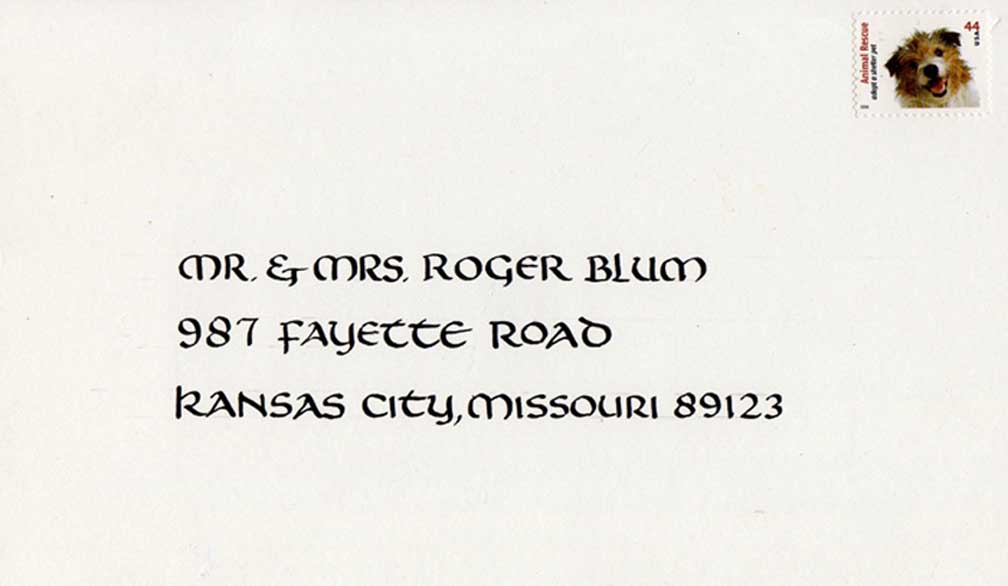 44
USA
Animal Rescue
adopt a shelter pet
MR. & MRS. ROGER BLUM
987 FAYETTE ROAD
KANSAS CITY, MISSOURI 89123